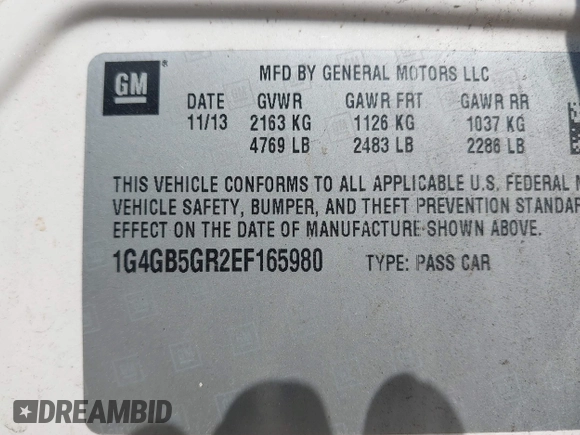 GM ®
MFD BY GENERAL MOTORS LLC
DATE GVWR GAWR FRT GAWR RR
11/13 2163 KG 1126 KG 1037 KG
4769 LB 2483 LB 2286 LB
THIS VEHICLE CONFORMS TO ALL APPLICABLE U.S. FEDERAL
VEHICLE SAFETY, BUMPER, AND THEFT PREVENTION STANDAR
EFFECT ON THE DATE OF MANUFACTURE SHOWN ABOVE.
1G4GB5GR2EF165980 TYPE: PASS CAR
DREAMBID